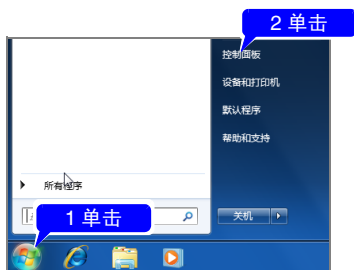 2 单击
控制面板
设备和打印机
默认程序
帮助和支持
所有程序
1 单击
关机